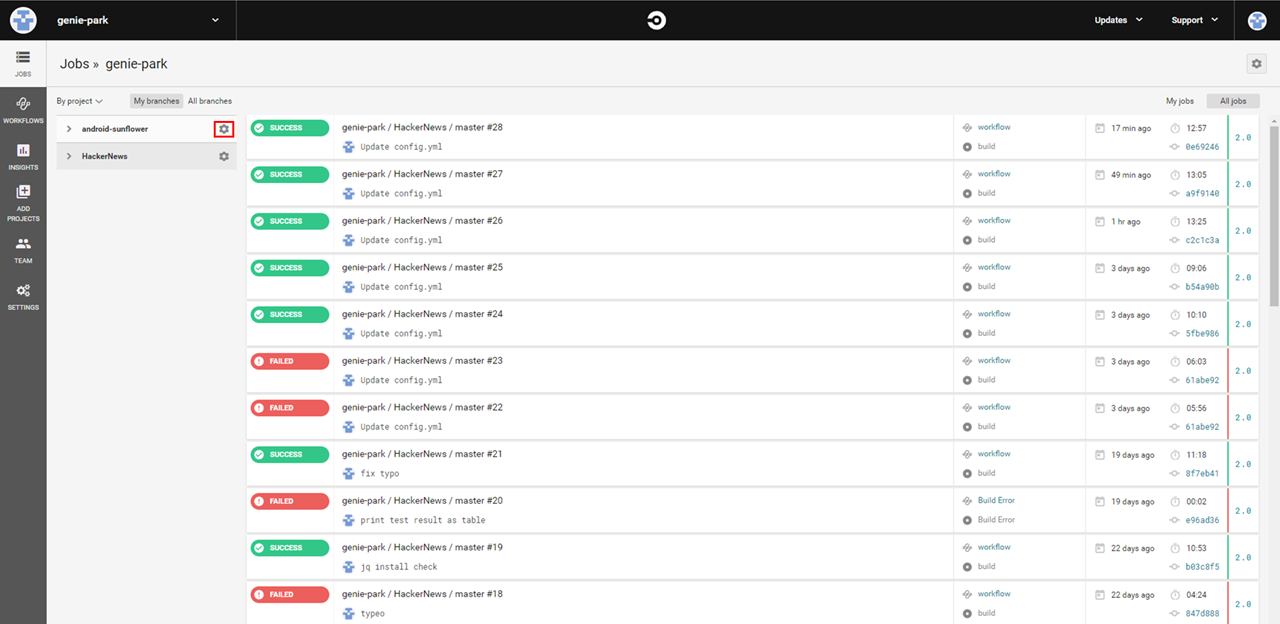 genie-park
Updates
Support
JOBS
WORKFLOWS
INSIGHTS
ADD
PROJECTS
TEAM
SETTINGS
Jobs » genie-park
By project
My branches
All branches
My jobs
All jobs
android-sunflower
HackerNews
SUCCESS
genie-park / HackerNews / master #28
Update config.yml
workflow
build
17 min ago
12:57
0e69246
2.0
SUCCESS
genie-park / HackerNews / master #27
Update config.yml
workflow
build
49 min ago
13:05
a9f9140
2.0
SUCCESS
genie-park / HackerNews / master #26
Update config.yml
workflow
build
1 hr ago
13:25
c2c1c3a
2.0
SUCCESS
genie-park / HackerNews / master #25
Update config.yml
workflow
build
3 days ago
09:06
b54a90b
2.0
SUCCESS
genie-park / HackerNews / master #24
Update config.yml
workflow
build
3 days ago
10:10
5fbe986
2.0
FAILED
genie-park / HackerNews / master #23
Update config.yml
workflow
build
3 days ago
06:03
61abe92
2.0
FAILED
genie-park / HackerNews / master #22
Update config.yml
workflow
build
3 days ago
05:56
61abe92
2.0
SUCCESS
genie-park / HackerNews / master #21
fix typo
workflow
build
19 days ago
11:18
8f7eb41
2.0
FAILED
genie-park / HackerNews / master #20
print test result as table
Build Error
Build Error
19 days ago
00:02
e96ad36
2.0
SUCCESS
genie-park / HackerNews / master #19
jq install check
workflow
build
22 days ago
10:53
b03c8f5
2.0
FAILED
genie-park / HackerNews / master #18
typeo
workflow
build
22 days ago
04:24
847d888
2.0